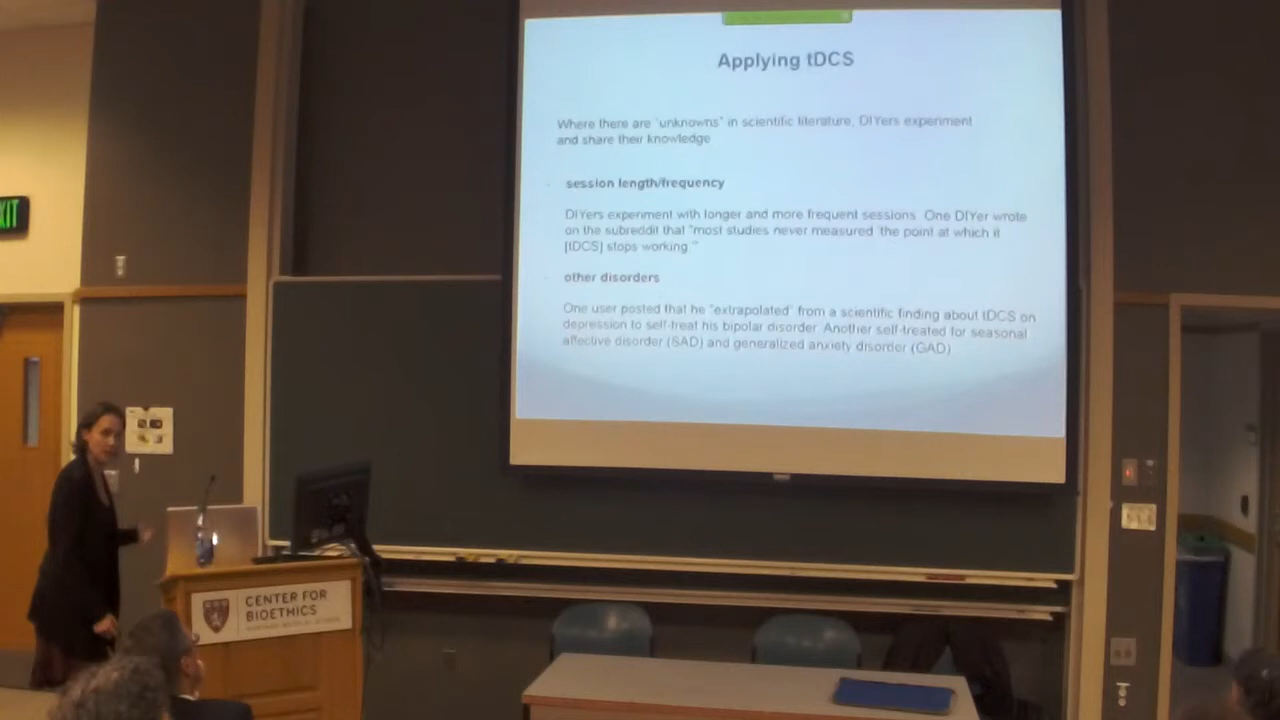 Applying tDCS
Where there are "unknowns" in scientific literature, DIYers experiment
and share their knowledge
session length/frequency
DIYers experiment with longer and more frequent sessions. One DIYer wrote
on the subreddit that "most studies never measured the point at which it
[tDCS] stops working."
other disorders
One user posted that he "extrapolated" from a scientific finding about tDCS on
depression to self-treat his bipolar disorder. Another self-treated for seasonal
affective disorder (SAD) and generalized anxiety disorder (GAD)
EXIT
CENTER FOR
BIOETHICS
HARVARD MEDICAL SCHOOL